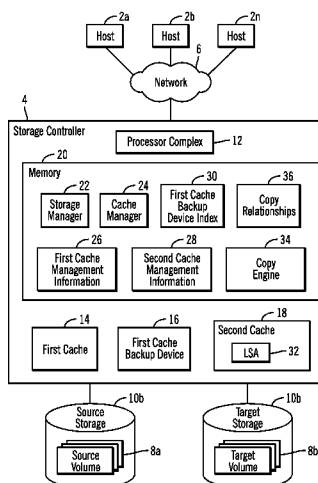 2a
2b
2n
Host
Host
Host
6
Network
4
Storage Controller
Processor Complex
12
20
Memory
22
24
30
36
Storage
Manager
Cache
Manager
First Cache
Backup
Device Index
Copy
Relationships
26
28
34
First Cache
Management
Information
Second Cache
Management
Information
Copy
Engine
14
16
18
First Cache
First Cache
Backup Device
Second Cache
LSA
32
10b
10b
Source
Storage
Target
Storage
Source
Volume
8a
Target
Volume
8b